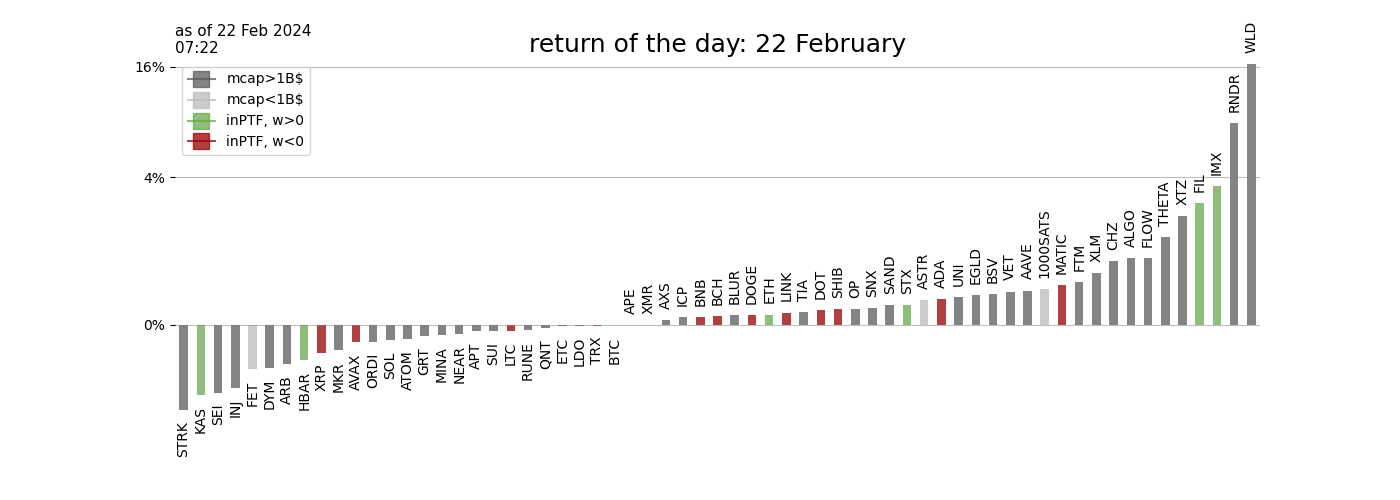 as of 22 Feb 2024
07:22
return of the day: 22 February
16%
4%
0%
mcap>1B$
mcap<1B$
inPTF, w>0
inPTF, w<0
STRK
KAS
SEI
INJ
FET
DYM
ARB
HBAR
XRP
MKR
AVAX
ORDI
SOL
ATOM
GRT
MINA
NEAR
APT
SUI
LTC
RUNE
QNT
ETC
LDO
TRX
BTC
APE
XMR
AXS
ICP
BNB
BCH
BLUR
DOGE
ETH
LINK
TIA
DOT
SHIB
OP
SNX
SAND
STX
ASTR
ADA
UNI
EGLD
BSV
VET
AAVE
1000SATS
MATIC
FTM
XLM
CHZ
ALGO
FLOW
THETA
XTZ
FIL
IMX
RNDR
WLD